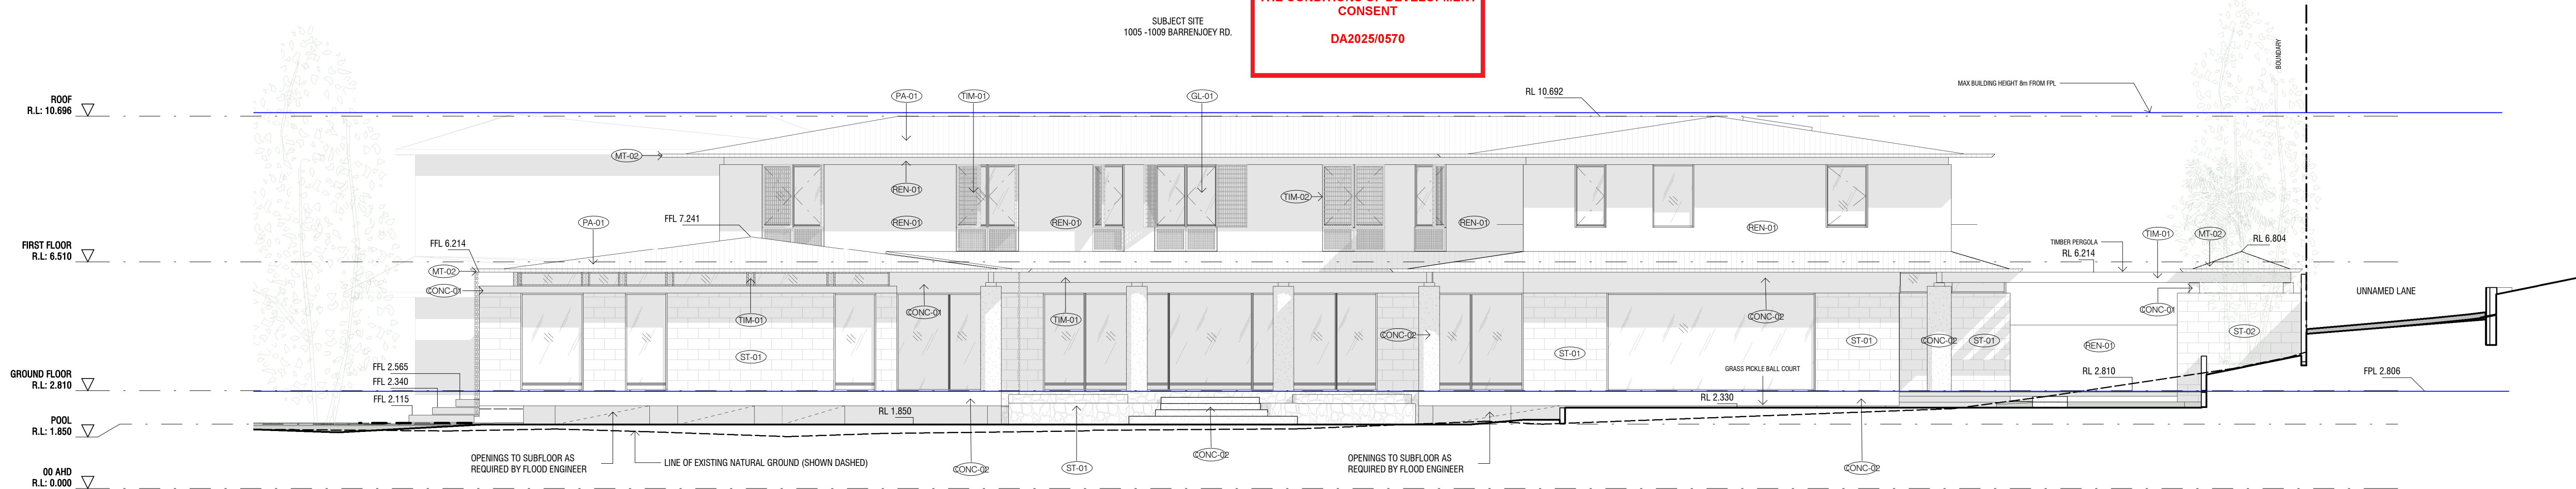 THE CONDITIONS OF DEVELOPMENT
CONSENT
DA2025/0570
SUBJECT SITE
1005 -1009 BARRENJOEY RD.
BOUNDARY
MAX BUILDING HEIGHT 8m FROM FPL
ROOF
R.L: 10.696
PA-01
TIM-01
GL-01
RL 10.692
MT-02
REN-01
TIM-02
PA-01
FFL 7.241
REN-01
REN-01
REN-01
REN-01
FIRST FLOOR
R.L: 6.510
FFL 6.214
TIMBER PERGOLA
RL 6.214
TIM-01
MT-02
RL 6.804
MT-02
CONC-01
UNNAMED LANE
TIM-01
CONC-01
TIM-01
CONC-02
CONC-02
CONC-01
ST-02
ST-01
ST-01
ST-01
CONC-02
ST-01
REN-01
GROUND FLOOR
R.L: 2.810
FFL 2.565
FFL 2.340
FFL 2.115
GRASS PICKLE BALL COURT
RL 2.810
FPL 2.806
POOL
R.L: 1.850
RL 1.850
RL 2.330
OPENINGS TO SUBFLOOR AS
REQUIRED BY FLOOD ENGINEER
LINE OF EXISTING NATURAL GROUND (SHOWN DASHED)
CONC-02
ST-01
CONC-02
OPENINGS TO SUBFLOOR AS
REQUIRED BY FLOOD ENGINEER
CONC-02
00 AHD
R.L: 0.000